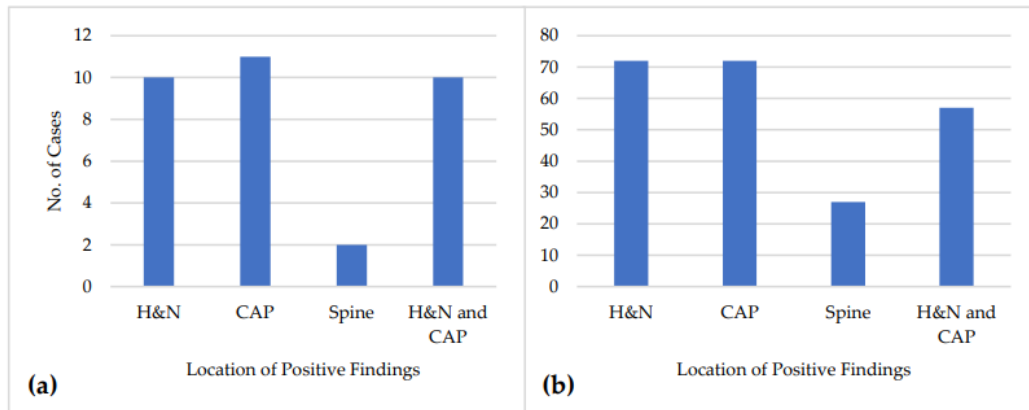 12
10
8
6
4
2
0
No. of Cases
H&N
CAP
Spine
H&N and
CAP
Location of Positive Findings
(a)
80
70
60
50
40
30
20
10
0
H&N
CAP
Spine
H&N and
CAP
Location of Positive Findings
(b)